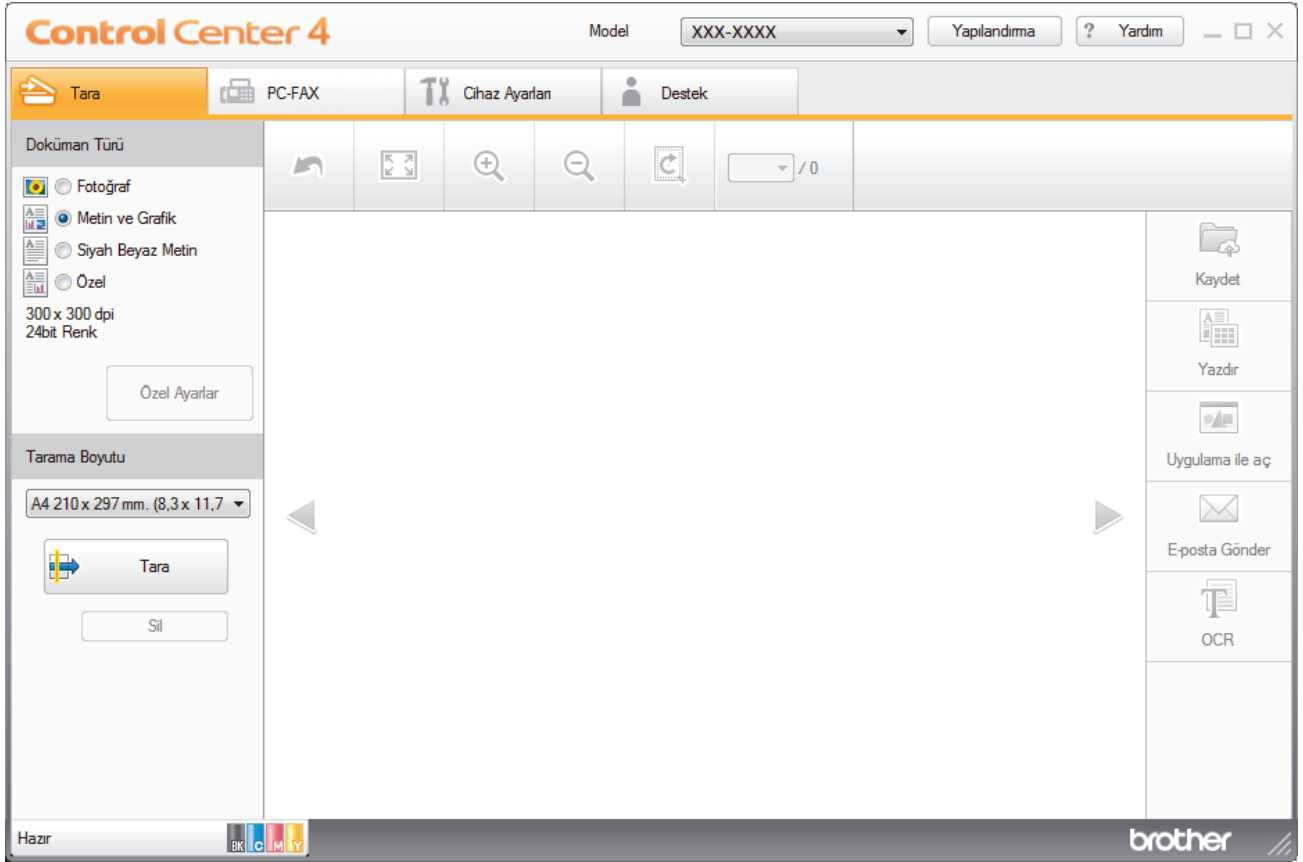 Control Center 4
Model
XXX-XXXX
Yapılandırma
? Yardım
Tara
PC-FAX
Cihaz Ayarları
Destek
Doküman Türü
/ 0
Fotoğraf
Metin ve Grafik
Siyah Beyaz Metin
Özel
300 x 300 dpi
24bit Renk
Özel Ayarlar
Tarama Boyutu
A4 210 x 297 mm. (8,3 x 11,7
Tara
Sil
Kaydet
Yazdır
Uygulama ile aç
E-posta Gönder
OCR
Hazır
BK C M Y
brother